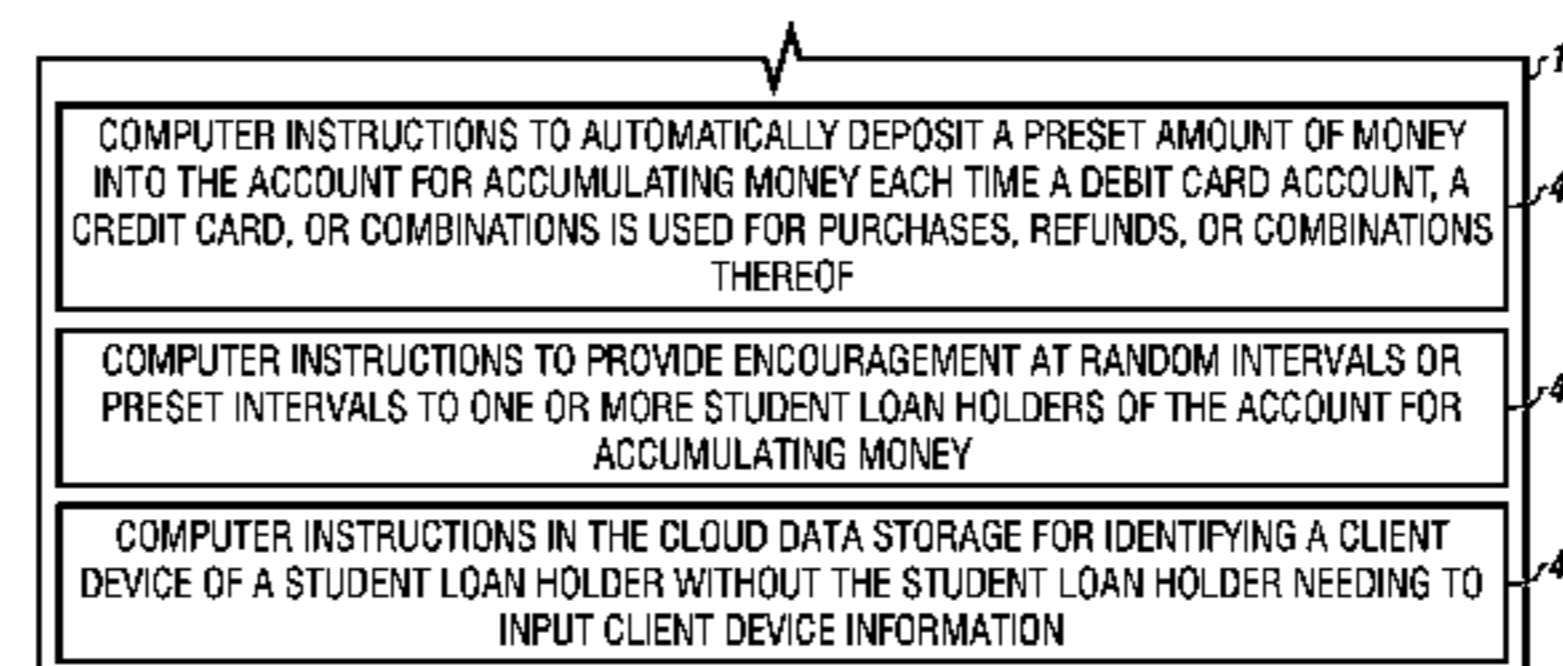 COMPUTER INSTRUCTIONS TO AUTOMATICALLY DEPOSIT A PRESET AMOUNT OF MONEY
INTO THE ACCOUNT FOR ACCUMULATING MONEY EACH TIME A DEBIT CARD ACCOUNT, A
CREDIT CARD, OR COMBINATIONS IS USED FOR PURCHASES, REFUNDS, OR COMBINATIONS
THEREOF
COMPUTER INSTRUCTIONS TO PROVIDE ENCOURAGEMENT AT RANDOM INTERVALS OR
PRESET INTERVALS TO ONE OR MORE STUDENT LOAN HOLDERS OF THE ACCOUNT FOR
ACCUMULATING MONEY
COMPUTER INSTRUCTIONS IN THE CLOUD DATA STORAGE FOR IDENTIFYING A CLIENT
DEVICE OF A STUDENT LOAN HOLDER WITHOUT THE STUDENT LOAN HOLDER NEEDING TO
INPUT CLIENT DEVICE INFORMATION